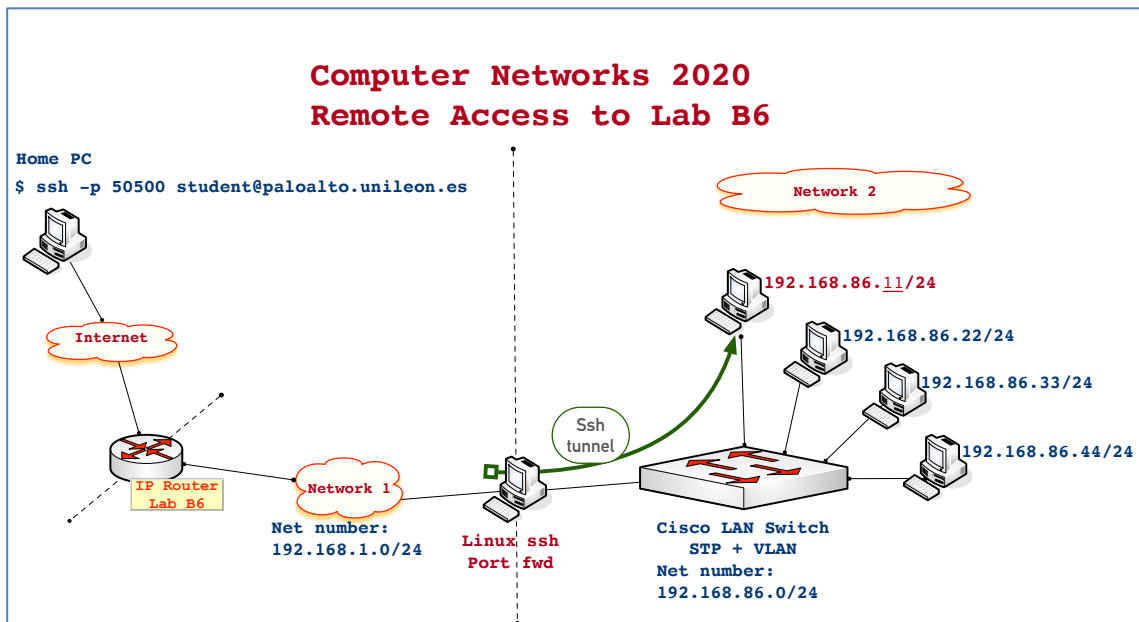 Computer Networks 2020
Remote Access to Lab B6
Home PC
$ ssh -p 50500 student@paloalto.unileon.es
Internet
IP Router
Lab B6
Network 1
Net number:
192.168.1.0/24
Linux ssh
Port fwd
Ssh
tunnel
Network 2
192.168.86.11/24
192.168.86.22/24
192.168.86.33/24
192.168.86.44/24
Cisco LAN Switch
STP + VLAN
Net number:
192.168.86.0/24